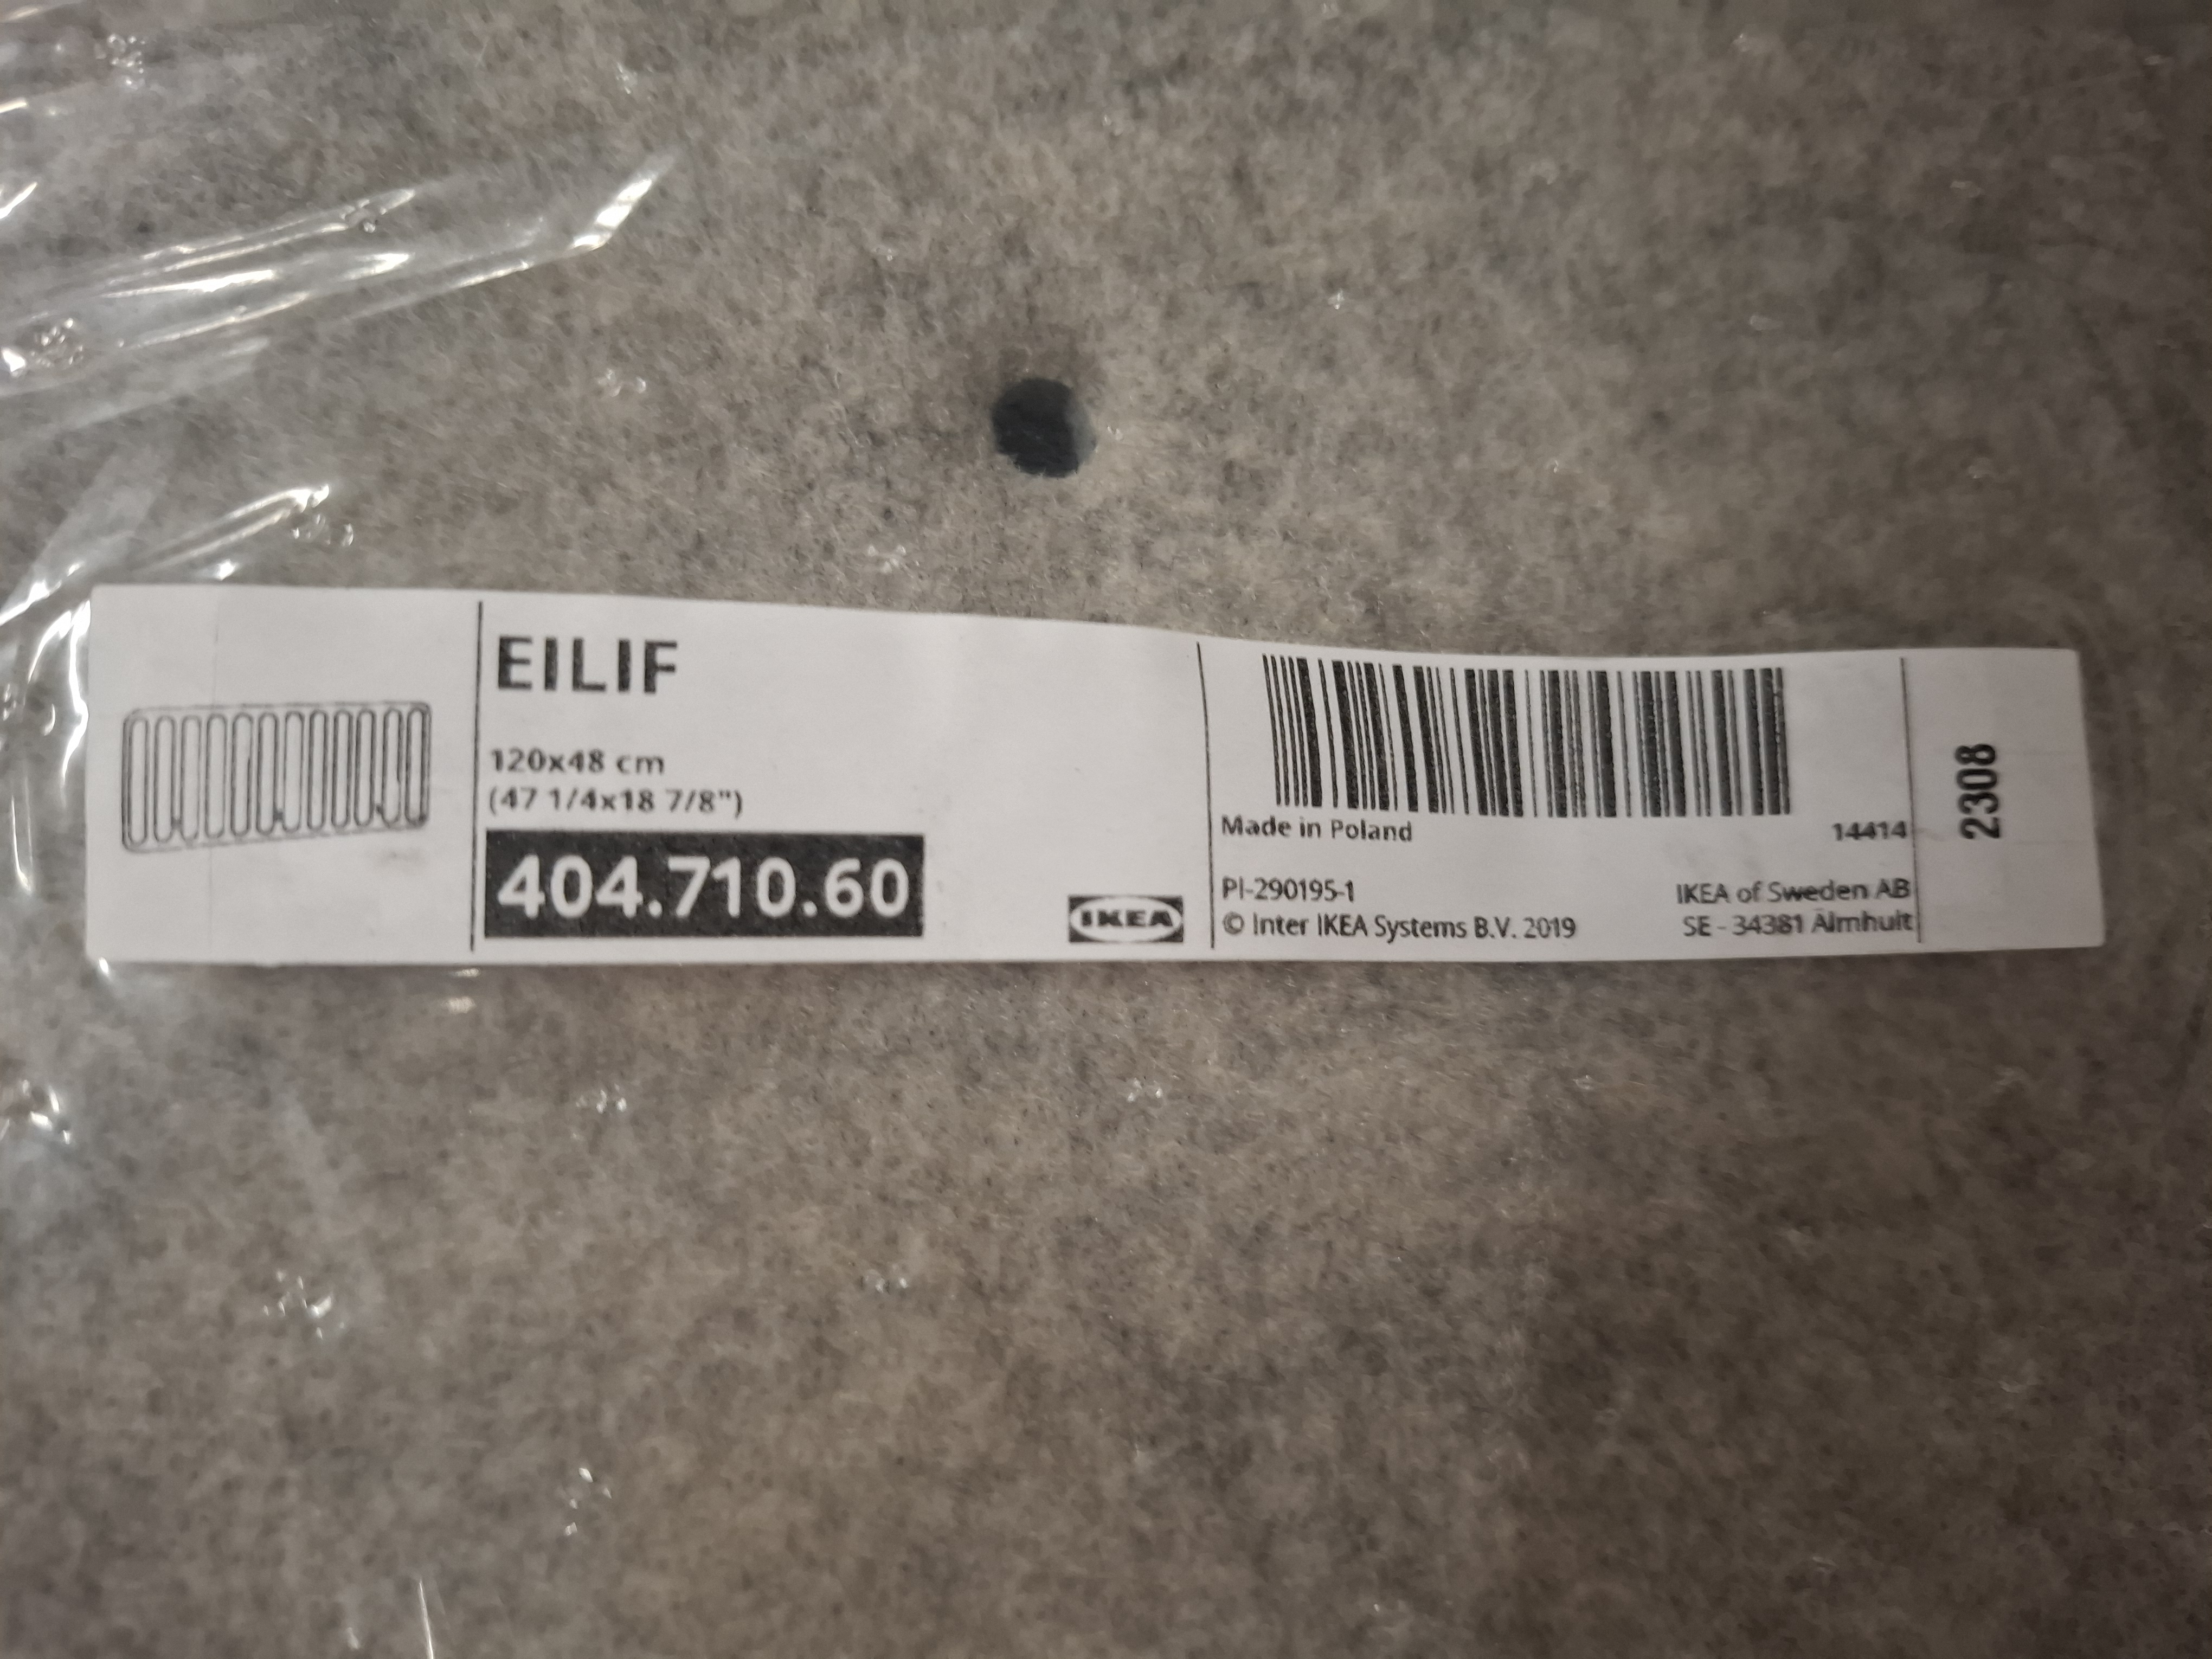 EILIF
120x48 cm
(47 1/4x18 7/8")
404.710.60
IKEA
Made in Poland
14414
PI-290195-1
© Inter IKEA Systems B.V. 2019
IKEA of Sweden AB
SE - 34381 Älmhult
2308